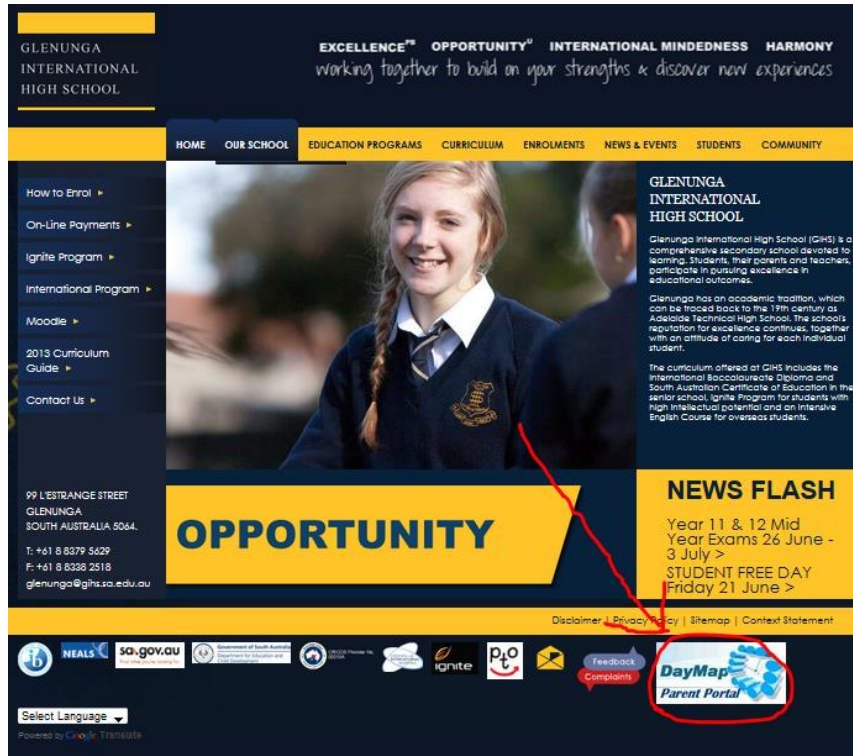 GLENUNGA
INTERNATIONAL
HIGH SCHOOL
EXCELLENCE OPPORTUNITY INTERNATIONAL MINDEDNESS HARMONY
working together to build on your strengths & discover new experiences
HOME OUR SCHOOL EDUCATION PROGRAMS CURRICULUM ENROLMENTS NEWS & EVENTS STUDENTS COMMUNITY
How to Enrol
On-Line Payments
Ignite Program
International Program
Moodle
2013 Curriculum
Guide
Contact Us
99 L'ESTRANGE STREET
GLENUNGA
SOUTH AUSTRALIA 5064.
T: +61 8 8379 5629
F: +61 8 8338 2518
glenunga@gihs.sa.edu.au
GLENUNGA
INTERNATIONAL
HIGH SCHOOL
Glenunga International High School (GIHS) is a
comprehensive secondary school devoted to
learning. Students, their parents and teachers,
participate in pursuing excellence in
educational outcomes.
Glenunga has an academic tradition, which
can be traced back to the 19th century as
Adelaide Technical High School. The school's
reputation for excellence continues, together
with an attitude of caring for each individual
student.
The curriculum offered at GIHS includes the
International Baccalaureate Diploma and
South Australian Certificate of Education in the
senior school, Ignite Program for students with
high intellectual potential and an Intensive
English Course for overseas students.
OPPORTUNITY
NEWS FLASH
Year 11 & 12 Mid
Year Exams 26 June -
3 July >
STUDENT FREE DAY
Friday 21 June >
Disclaimer | Privacy Policy | Sitemap | Context Statement
NEALS
sa.gov.au
Government of South Australia
Department for Education and
Child Development
ignite
Feedback
Complaints
DayMap
Parent Portal
Select Language
Powered by Google Translate